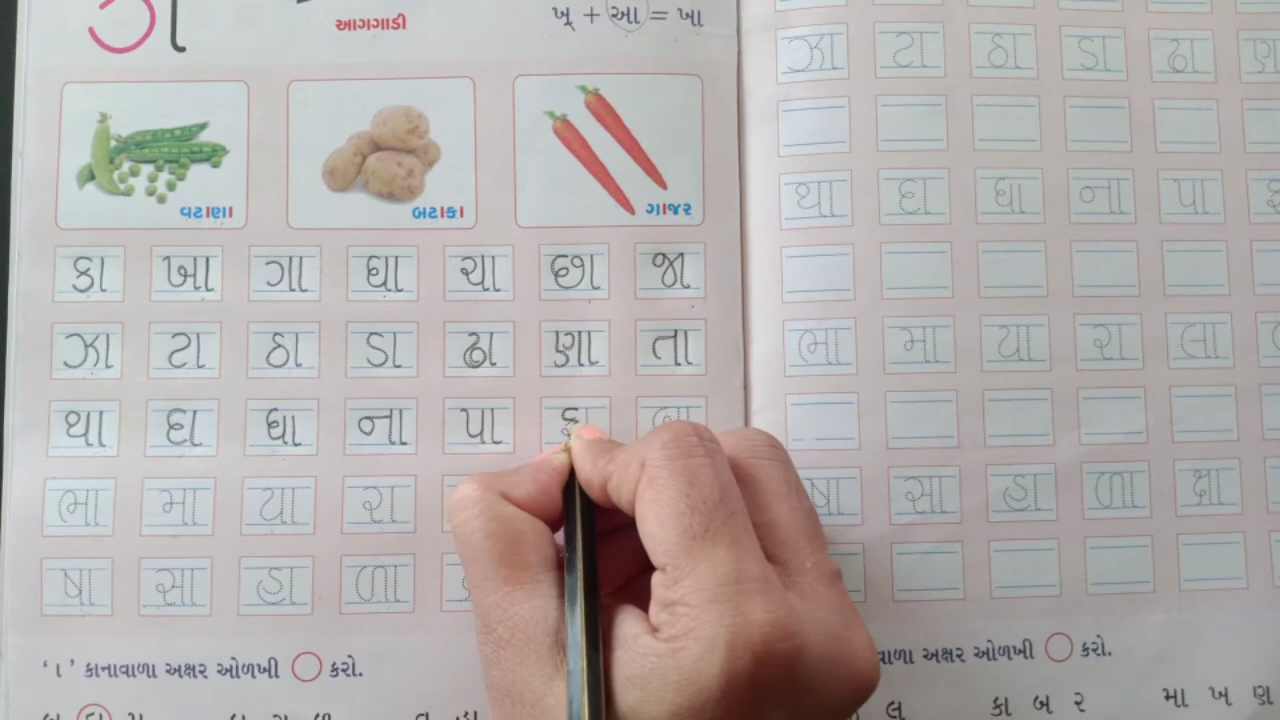 આગગાડી
ખ્ + આ = ખા
વટાણા બટાકા ગાજર
કા ખા ગા ઘા ચા છા જા
ઝા ટા ઠા ડા ઢા ણા તા
થા દા ધા ના પા ફા બા
ભા મા યા રા
ષા સા હા ળા
‘ા’ કાનાવાળા અક્ષર ઓળખી ◯ કરો.
ઝા ટા ઠા ડા ઢા
થા દા ધા ના પા
ભા મા યા રા લા
ષા સા હા ળા ક્ષા
અક્ષર ઓળખી ◯ કરો.
લ કા બ ર મા ખ ણ